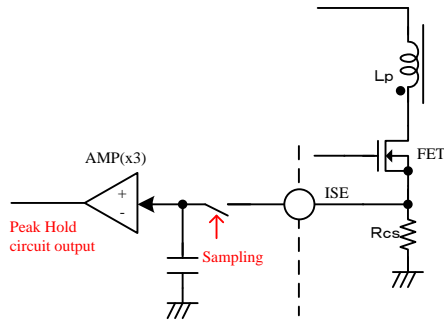 Lp
FET
AMP(x3)
+
-
ISE
Peak Hold
circuit output
Sampling
Rcs